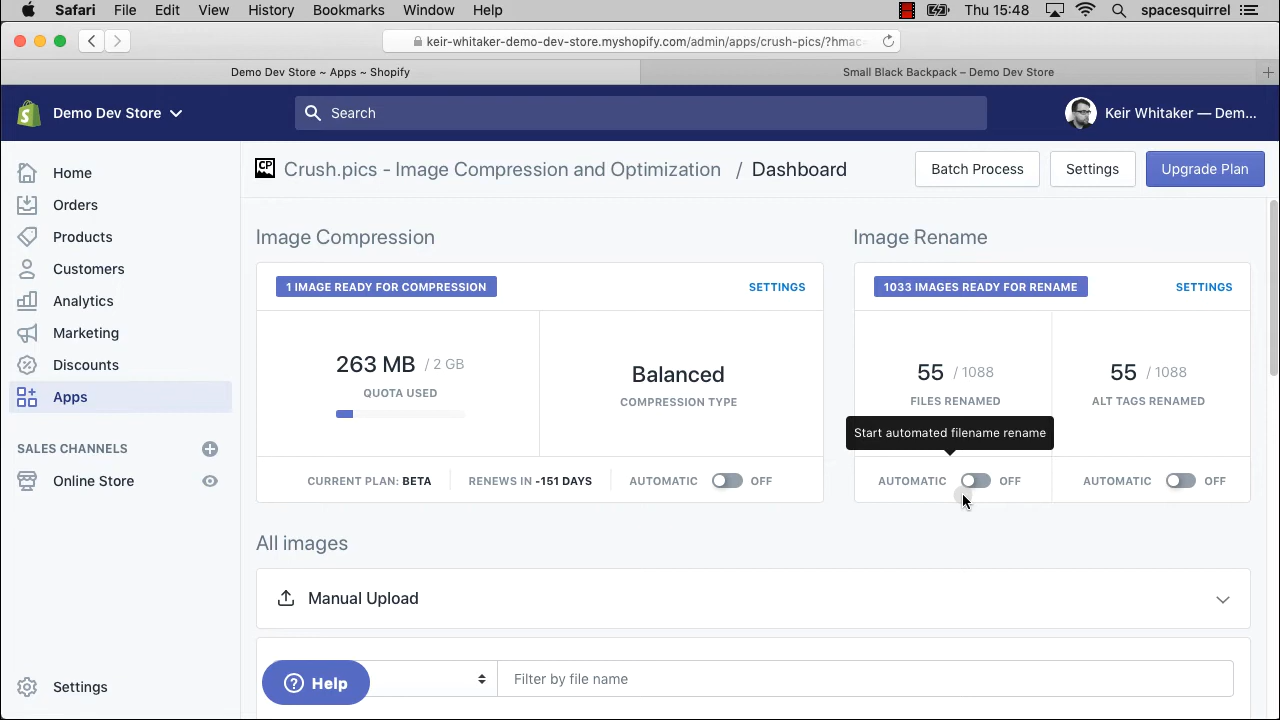 Safari File Edit View History Bookmarks Window Help Thu 15:48 spacesquirrel
keir-whitaker-demo-dev-store.myshopify.com/admin/apps/crush-pics/?hmac
Demo Dev Store ~ Apps ~ Shopify
Small Black Backpack – Demo Dev Store
Demo Dev Store
Search
Keir Whitaker — Dem...
Home
Orders
Products
Customers
Analytics
Marketing
Discounts
Apps
SALES CHANNELS
Online Store
Settings
CP
Crush.pics - Image Compression and Optimization / Dashboard
Batch Process
Settings
Upgrade Plan
Image Compression
1 IMAGE READY FOR COMPRESSION
SETTINGS
263 MB / 2 GB
QUOTA USED
Balanced
COMPRESSION TYPE
CURRENT PLAN: BETA
RENEWS IN -151 DAYS
AUTOMATIC OFF
Image Rename
1033 IMAGES READY FOR RENAME
SETTINGS
55 / 1088
FILES RENAMED
55 / 1088
ALT TAGS RENAMED
Start automated filename rename
AUTOMATIC OFF
AUTOMATIC OFF
All images
Manual Upload
Filter by file name
Help